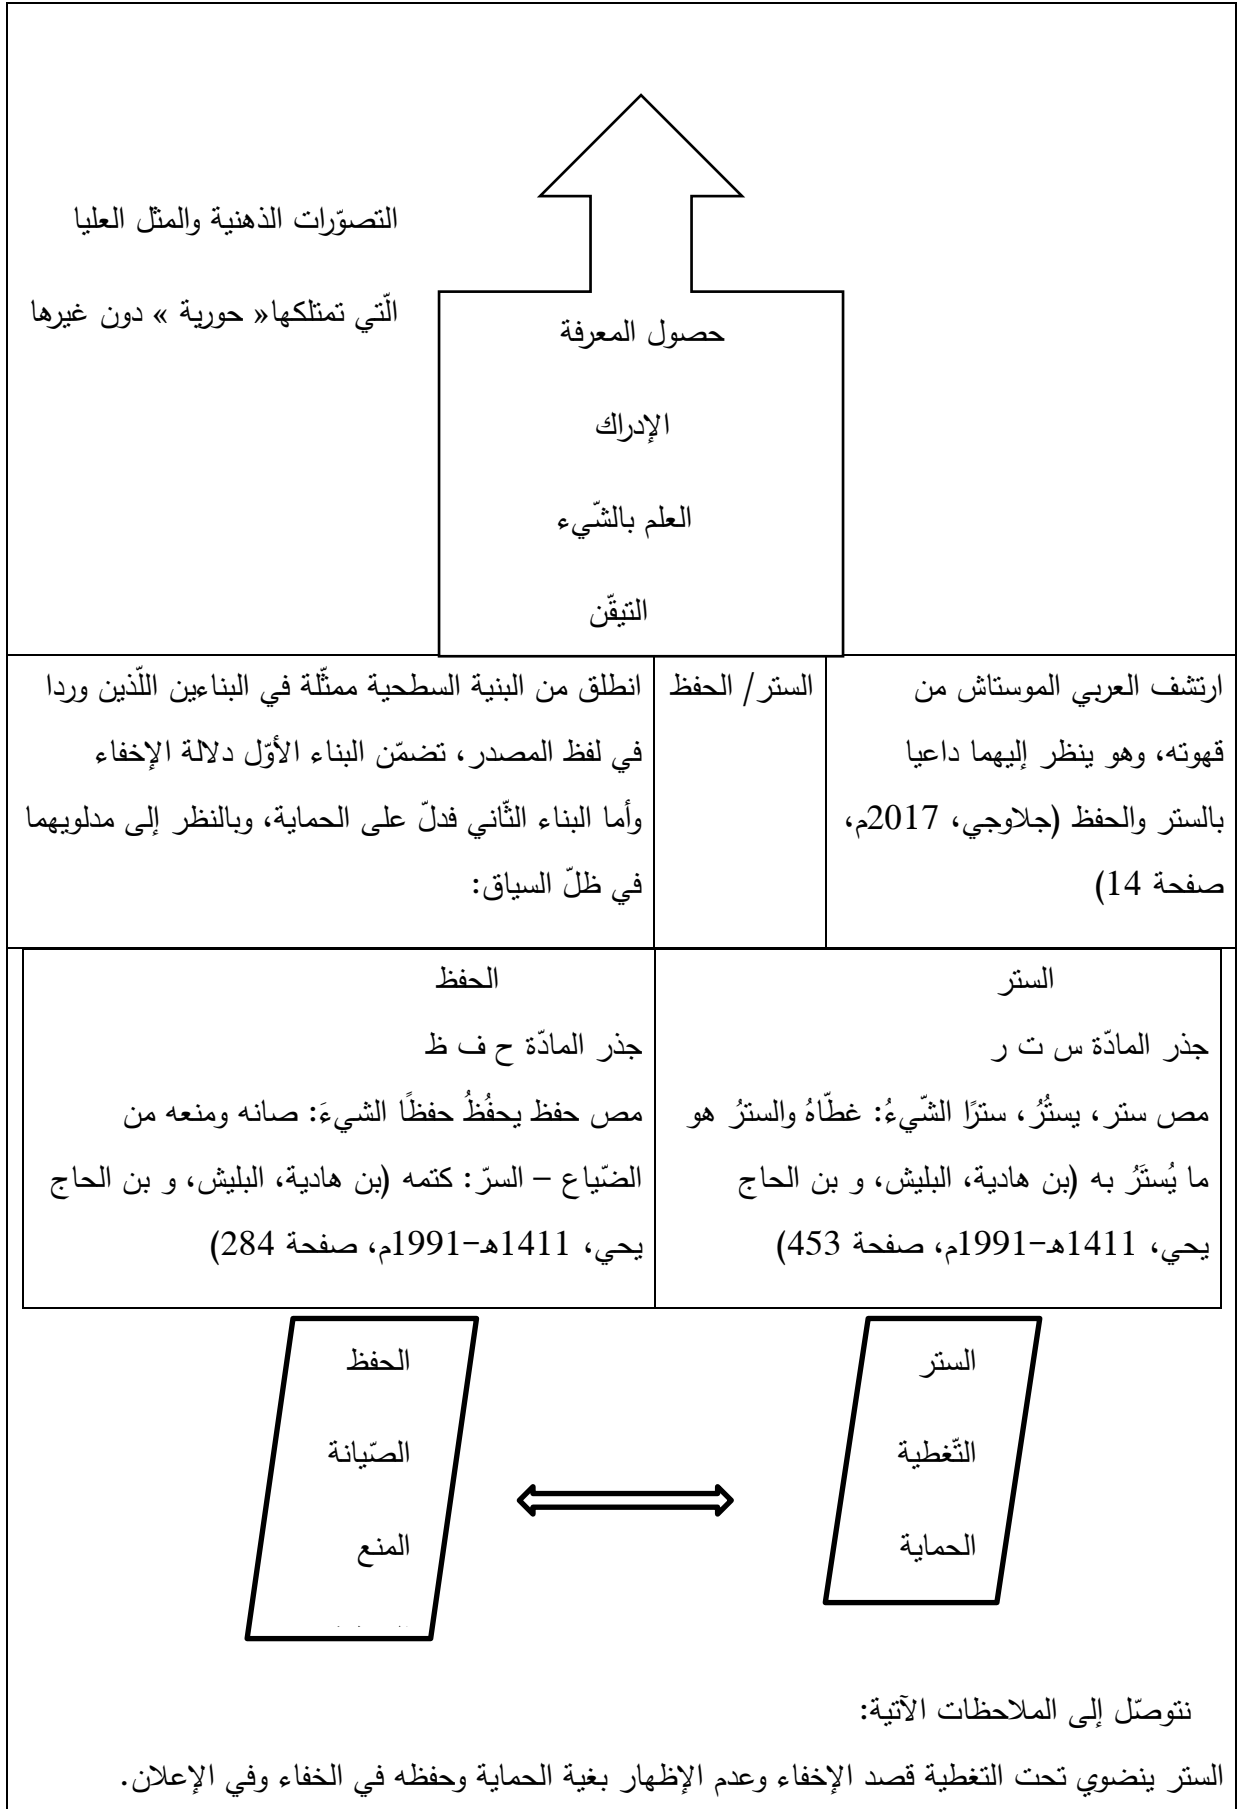 التصوّرات الذهنية والمثل العليا
الّتي تمتلكها« حورية » دون غيرها
حصول المعرفة
الإدراك
العلم بالشّيء
التيقّن
ارتشف العربي الموستاش من
قهوته، وهو ينظر إليهما داعيا
بالستر والحفظ (جلاوجي، 2017م،
صفحة 14)
الستر/ الحفظ
انطلق من البنية السطحية ممثّلة في البناءين اللّذين وردا
في لفظ المصدر، تضمّن البناء الأوّل دلالة الإخفاء
وأما البناء الثّاني فدلّ على الحماية، وبالنظر إلى مدلويهما
في ظلّ السياق:
الستر
جذر المادّة س ت ر
مص ستر، يستُرُ، سترًا الشّيءُ: غطّاهُ والسترُ هو
ما يُستَرُ به (بن هادية، البليش، و بن الحاج
يحي، 1411هـ-1991م، صفحة 453)
الحفظ
جذر المادّة ح ف ظ
مص حفظ يحفُظُ حفظًا الشيءَ: صانه ومنعه من
الضّياع – السرّ: كتمه (بن هادية، البليش، و بن الحاج
يحي، 1411هـ-1991م، صفحة 284)
الستر
التّغطية
الحماية
الحفظ
الصّيانة
المنع
نتوصّل إلى الملاحظات الآتية:
الستر ينضوي تحت التغطية قصد الإخفاء وعدم الإظهار بغية الحماية وحفظه في الخفاء وفي الإعلان.